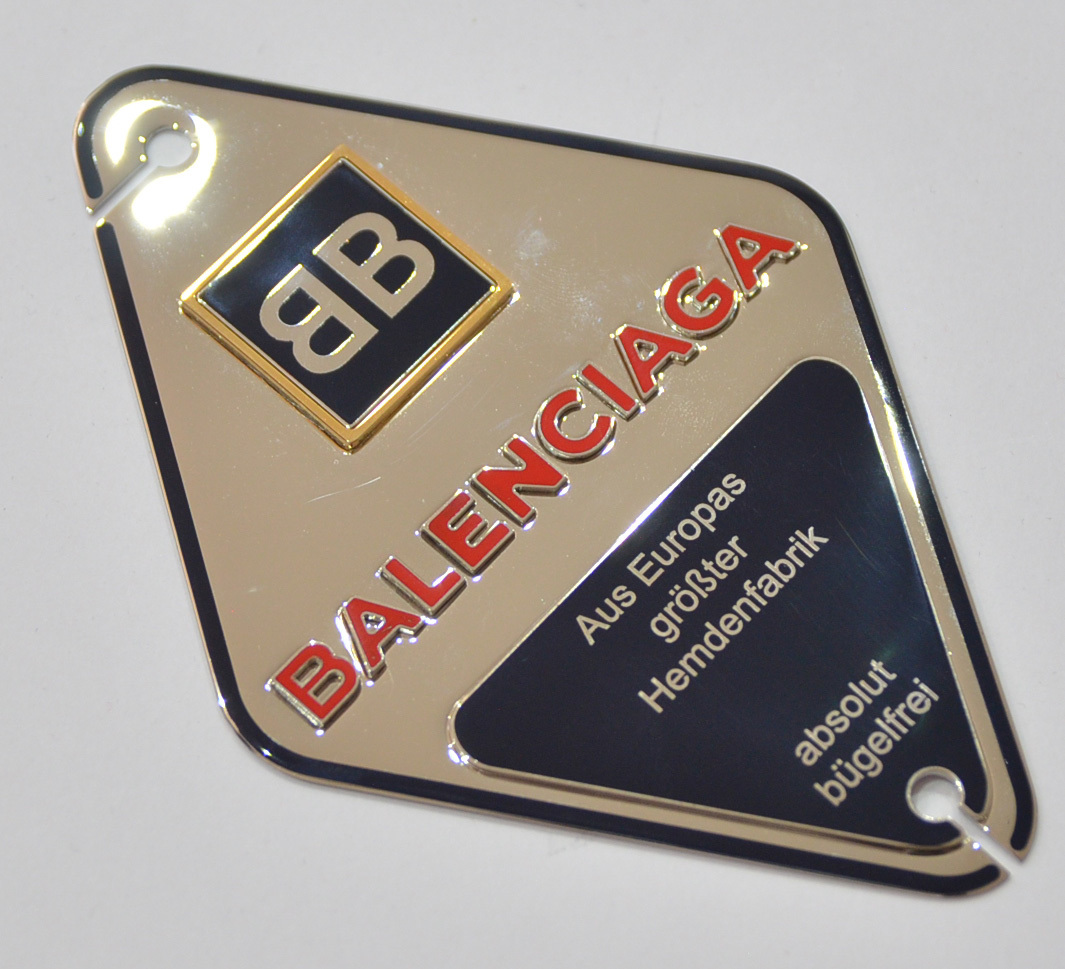 BB
BALENCIAGA
Aus Europas
größter
Hemdenfabrik
absolut
bügelfrei